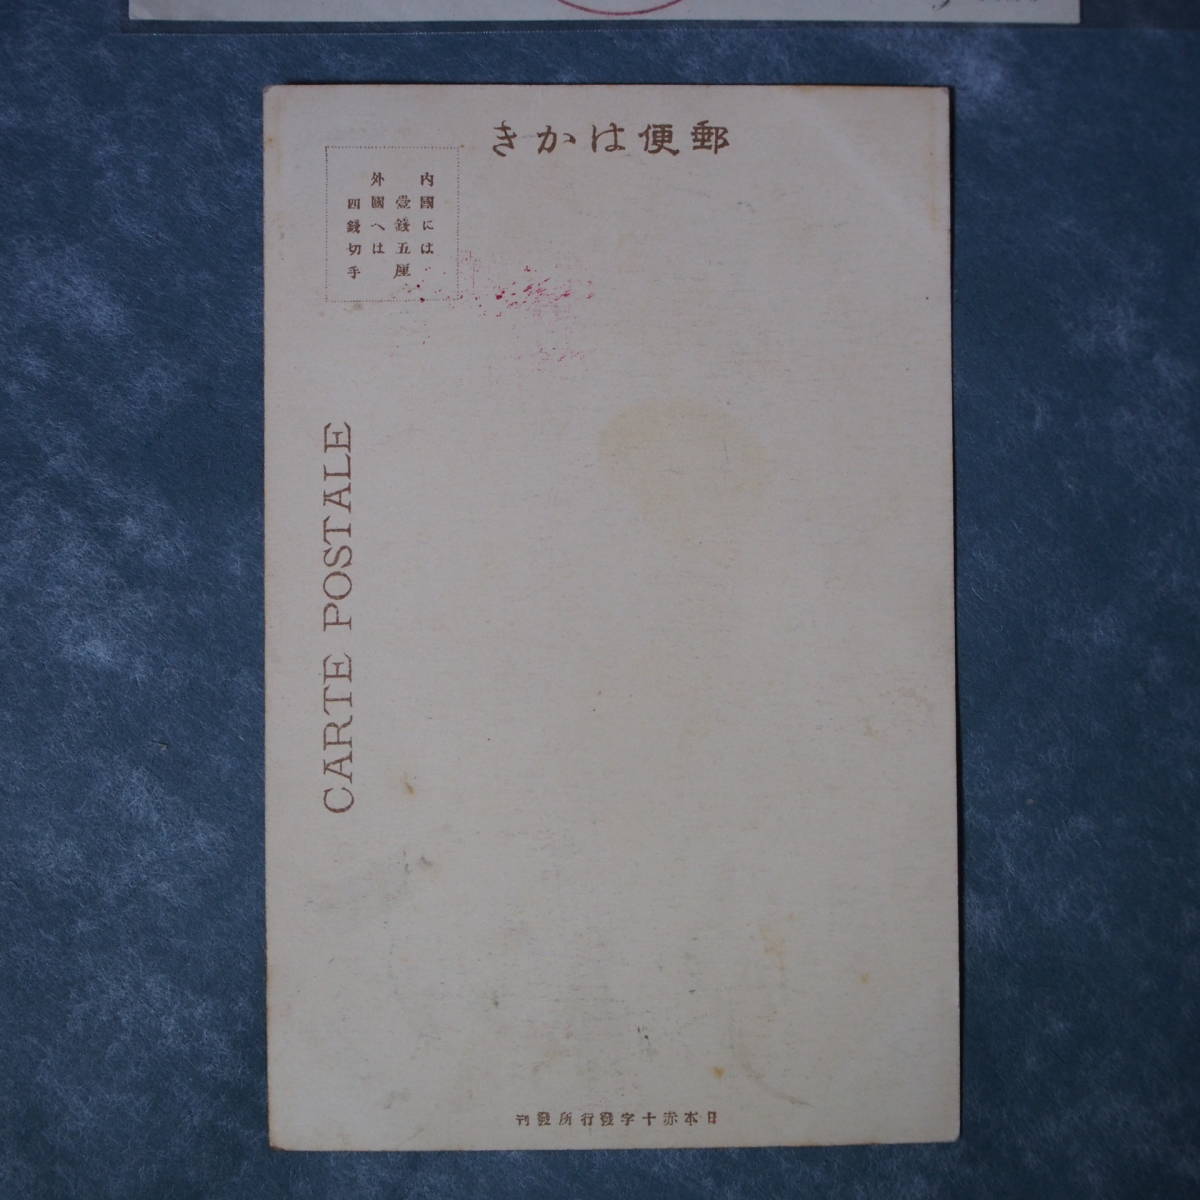 郵便はかき
内國には
壹錢五厘
外國へは
四錢切手
CARTE POSTALE
日本赤十字發行所發刊